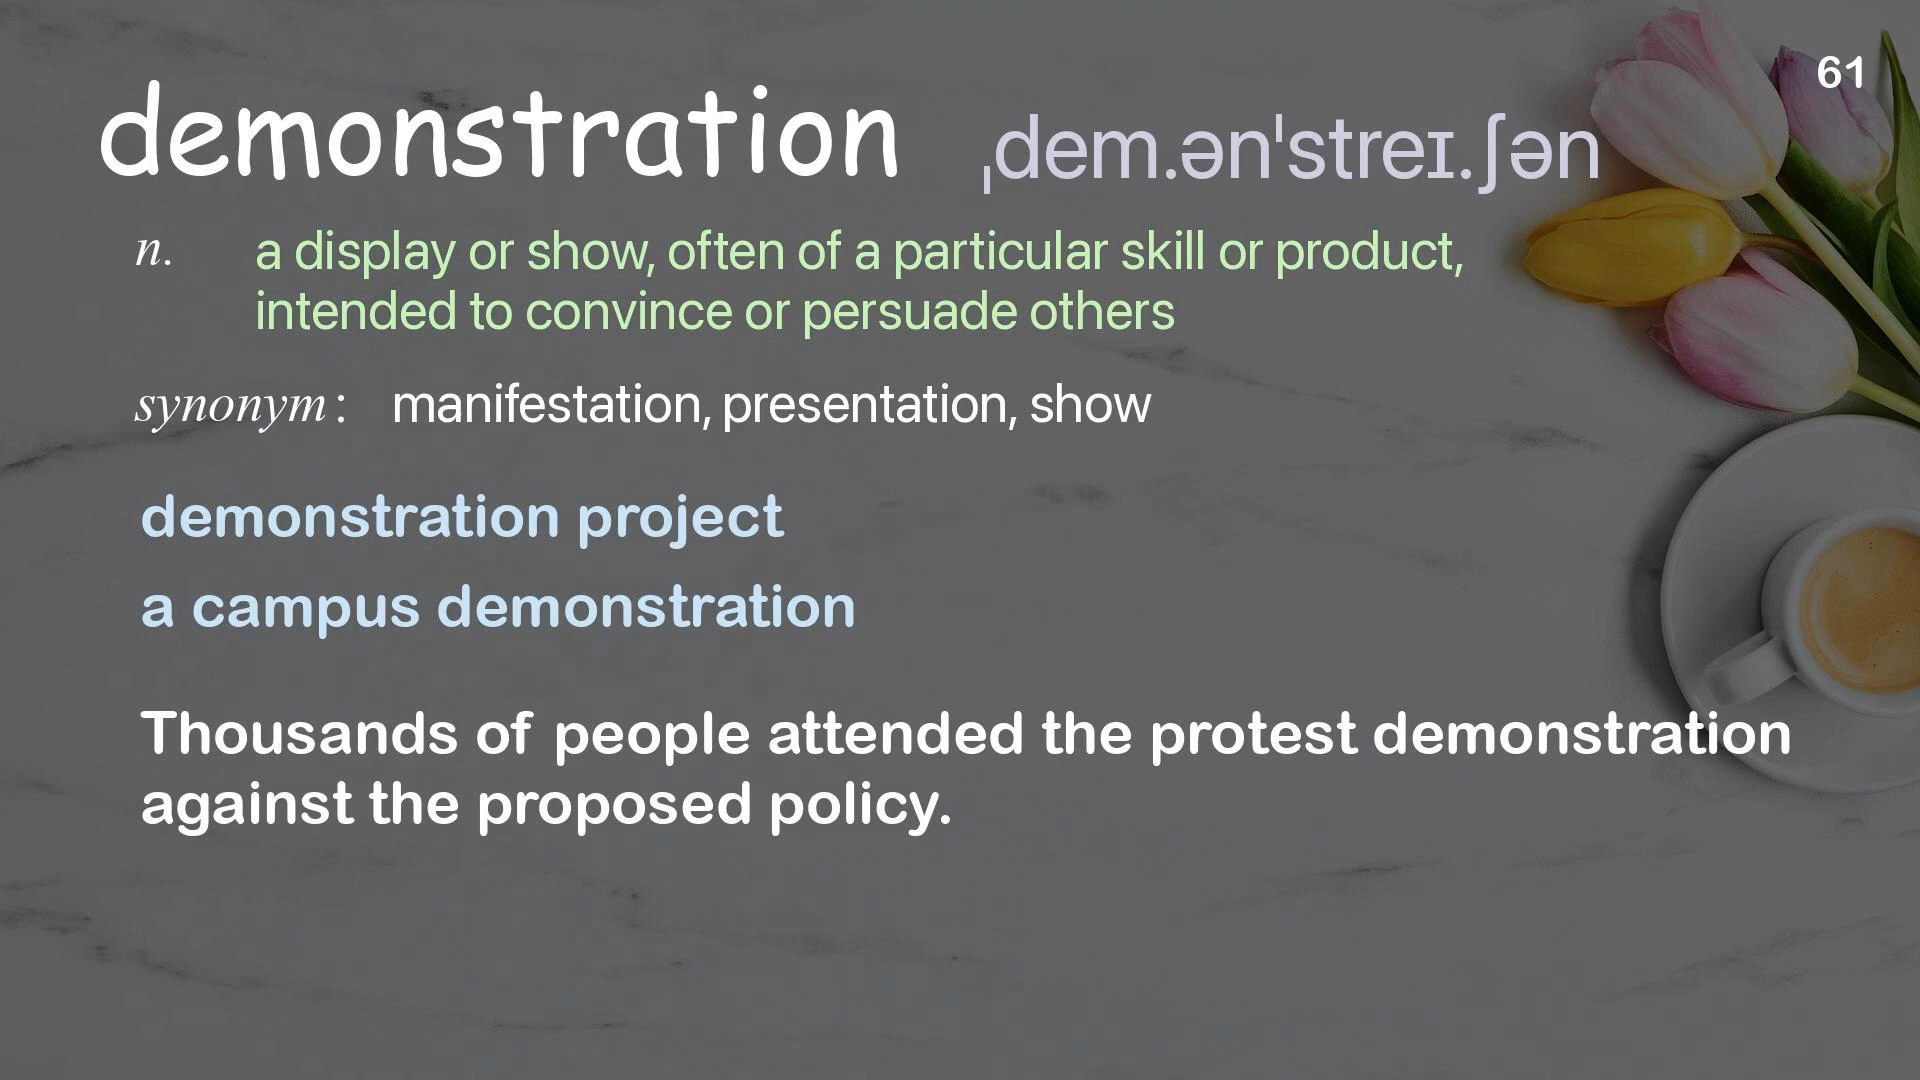 61
demonstration ˌdem.ənˈstreɪ.ʃən
n. a display or show, often of a particular skill or product,
intended to convince or persuade others
synonym: manifestation, presentation, show
demonstration project
a campus demonstration
Thousands of people attended the protest demonstration
against the proposed policy.